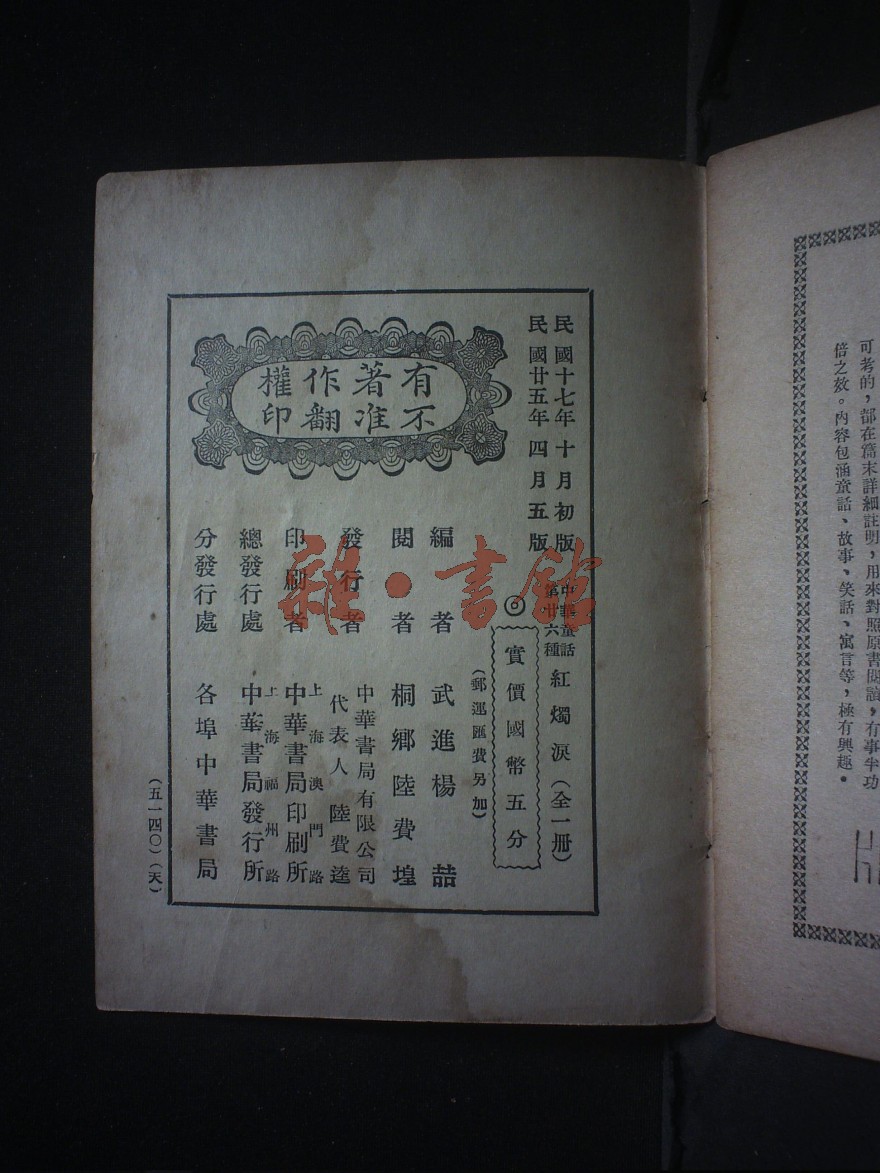 可考的，都在篇末詳細註明，用來對照原書閱讀，有事半功
倍之效。內容包涵童話、故事、笑話、寓言等，極有興趣。
民國十七年十月初版
民國廿五年四月五版
中華童話
第廿六種
紅燭淚（全一冊）
實價國幣五分
（郵運匯費另加）
有著作權
不准翻印
編者 武進楊喆
閱者 桐鄉陸費堭
發行者 中華書局有限公司
代表人 陸費逵
印刷者 上海澳門路
中華書局印刷所
總發行處 上海福州路
中華書局發行所
分發行處 各埠中華書局
（五一四〇）（天）
雜·書館